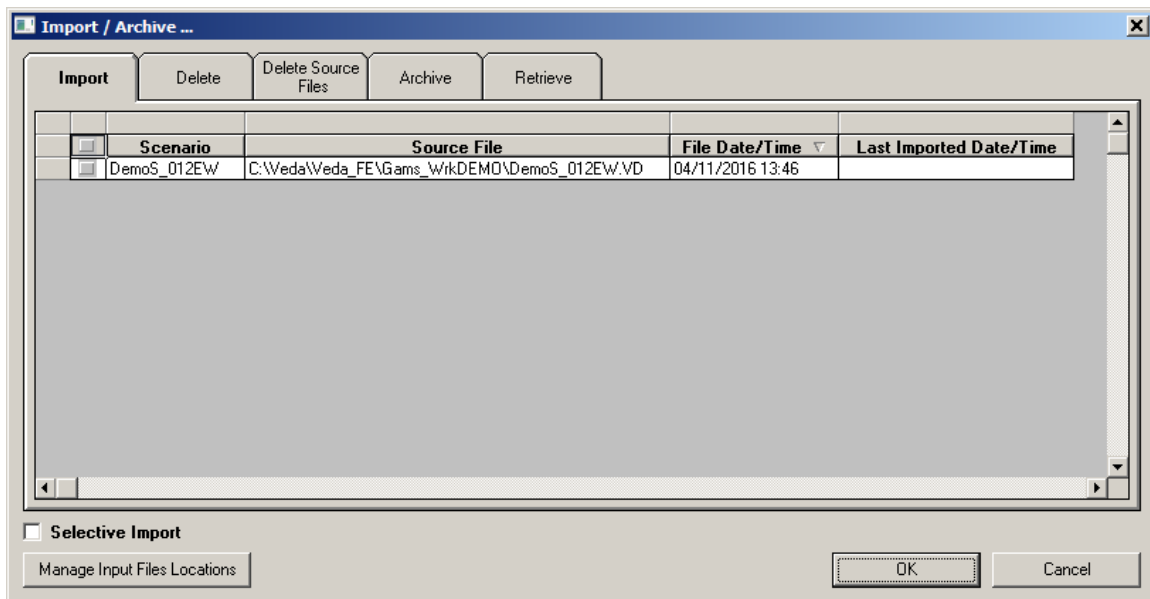 Import / Archive ...
Import Delete Delete Source Files Archive Retrieve
Scenario Source File File Date/Time Last Imported Date/Time
DemoS_012EW C:\Veda\Veda_FE\Gams_WrkDEMO\DemoS_012EW.VD 04/11/2016 13:46
Selective Import
Manage Input Files Locations OK Cancel